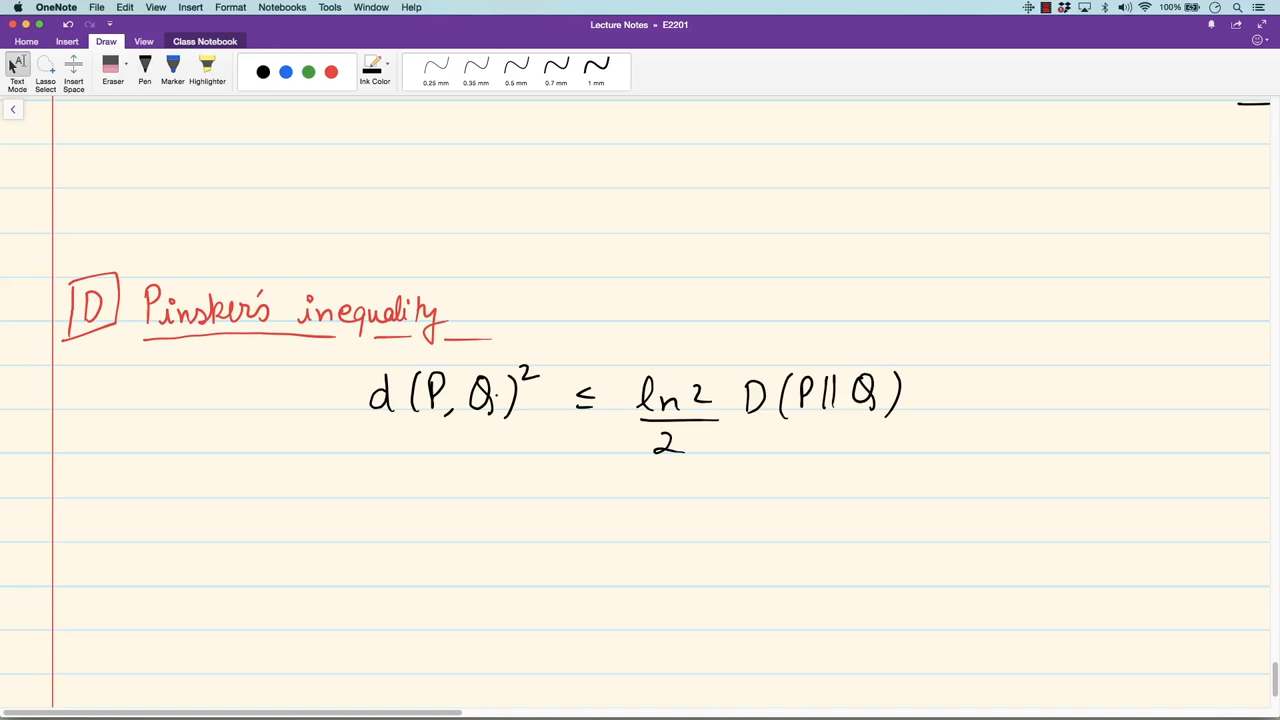 OneNote File Edit View Insert Format Notebooks Tools Window Help 100%
Lecture Notes » E2201
Home Insert Draw View Class Notebook
Text Mode Lasso Select Insert Space Eraser Pen Marker Highlighter Ink Color 0.25 mm 0.35 mm 0.5 mm 0.7 mm 1 mm
D Pinsker's inequality
d(P, Q)² ≤ ln 2 / 2 D(P||Q)